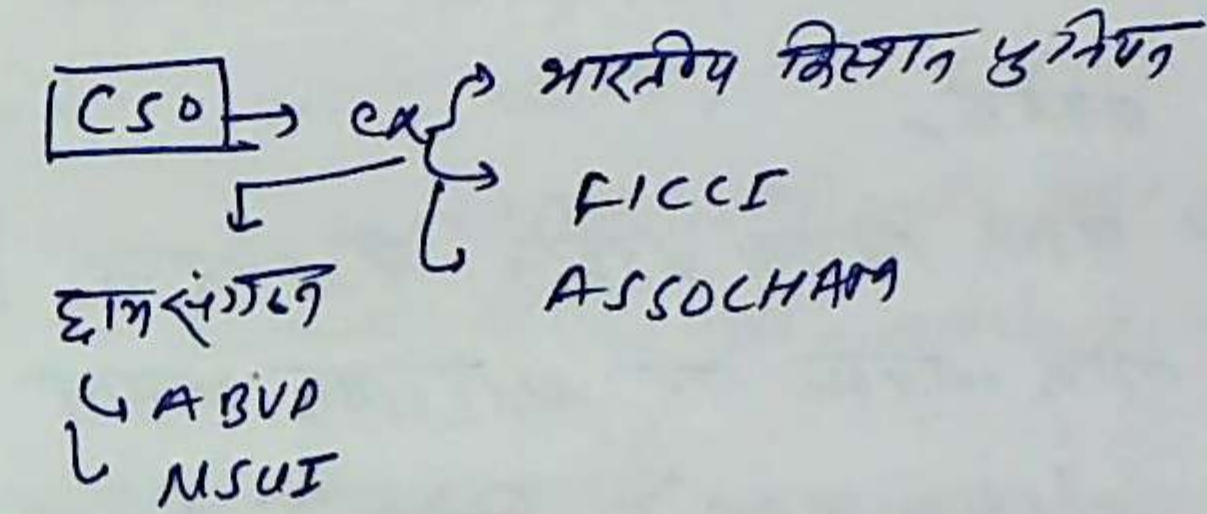 CSO → ex → भारतीय किसान युनियन
→ FICCI
ASSOCHAM
छात्र संगठन
ABVP
NSUI